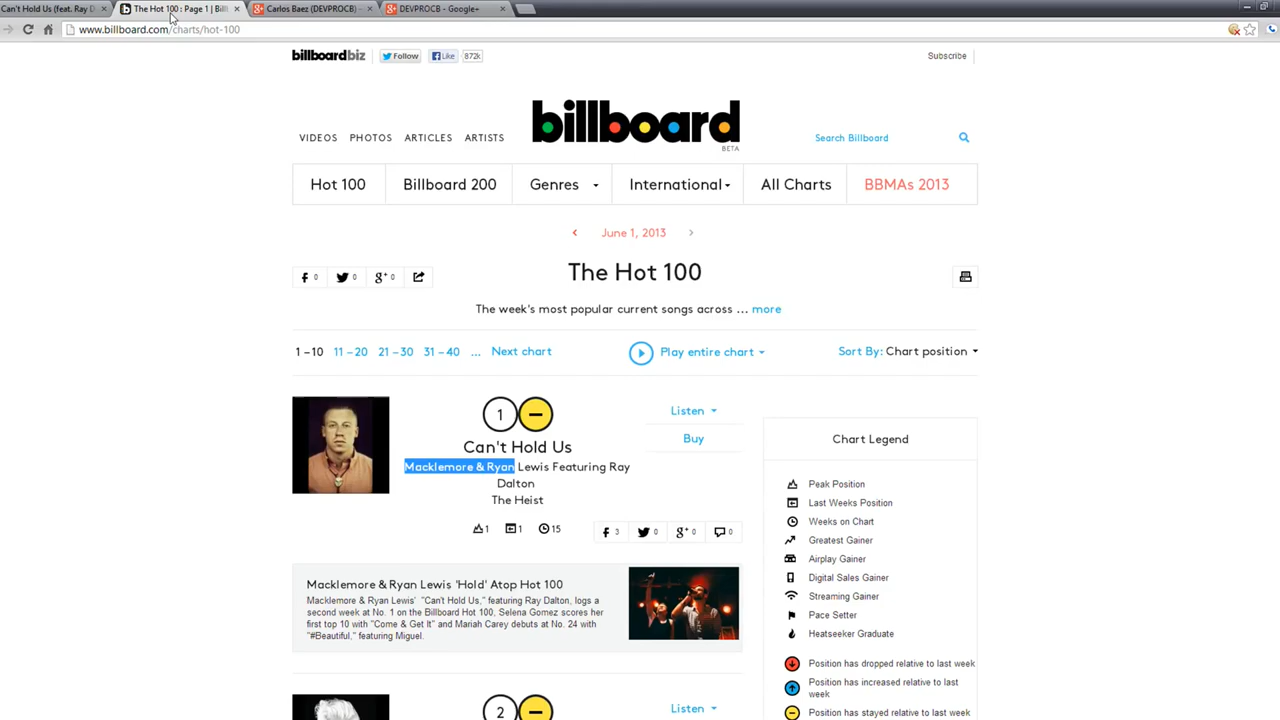 Can't Hold Us (feat. Ray D
The Hot 100 : Page 1 | Bill
Carlos Baez (DEVPROCB) -
DEVPROCB - Google+
www.billboard.com/charts/hot-100
billboardbiz
Follow
Like
872k
Subscribe
billboard
BETA
VIDEOS PHOTOS ARTICLES ARTISTS
Search Billboard
Hot 100
Billboard 200
Genres
International
All Charts
BBMAs 2013
< June 1, 2013 >
0
0
g+ 0
The Hot 100
The week's most popular current songs across ... more
1 – 10 11 – 20 21 – 30 31 – 40 ... Next chart
Play entire chart
Sort By: Chart position
1
Can't Hold Us
Macklemore & Ryan Lewis Featuring Ray
Dalton
The Heist
1
1
15
3
0
g+ 0
0
Listen
Buy
Macklemore & Ryan Lewis 'Hold' Atop Hot 100
Macklemore & Ryan Lewis' "Can't Hold Us," featuring Ray Dalton, logs a
second week at No. 1 on the Billboard Hot 100, Selena Gomez scores her
first top 10 with "Come & Get It" and Mariah Carey debuts at No. 24 with
"#Beautiful," featuring Miguel.
2
Listen
Chart Legend
Peak Position
Last Weeks Position
Weeks on Chart
Greatest Gainer
Airplay Gainer
Digital Sales Gainer
Streaming Gainer
Pace Setter
Heatseeker Graduate
Position has dropped relative to last week
Position has increased relative to last
week
Position has stayed relative to last week